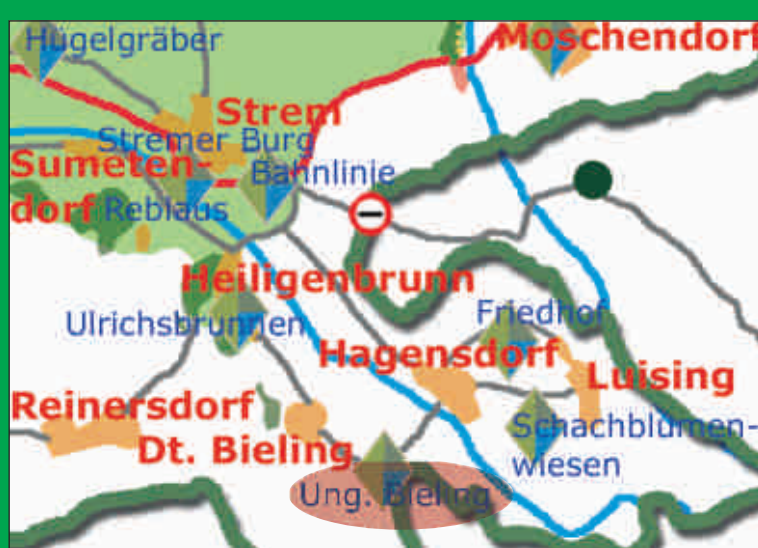 Hügelgräber
Moschendorf
Strem
Stremer Burg
Sumeten-
dorf
Bahnlinie
Reblaus
Heiligenbrunn
Ulrichsbrunnen
Friedhof
Hagensdorf
Luising
Reinersdorf
Dt. Bieling
Schachblumen-
wiesen
Ung. Bieling